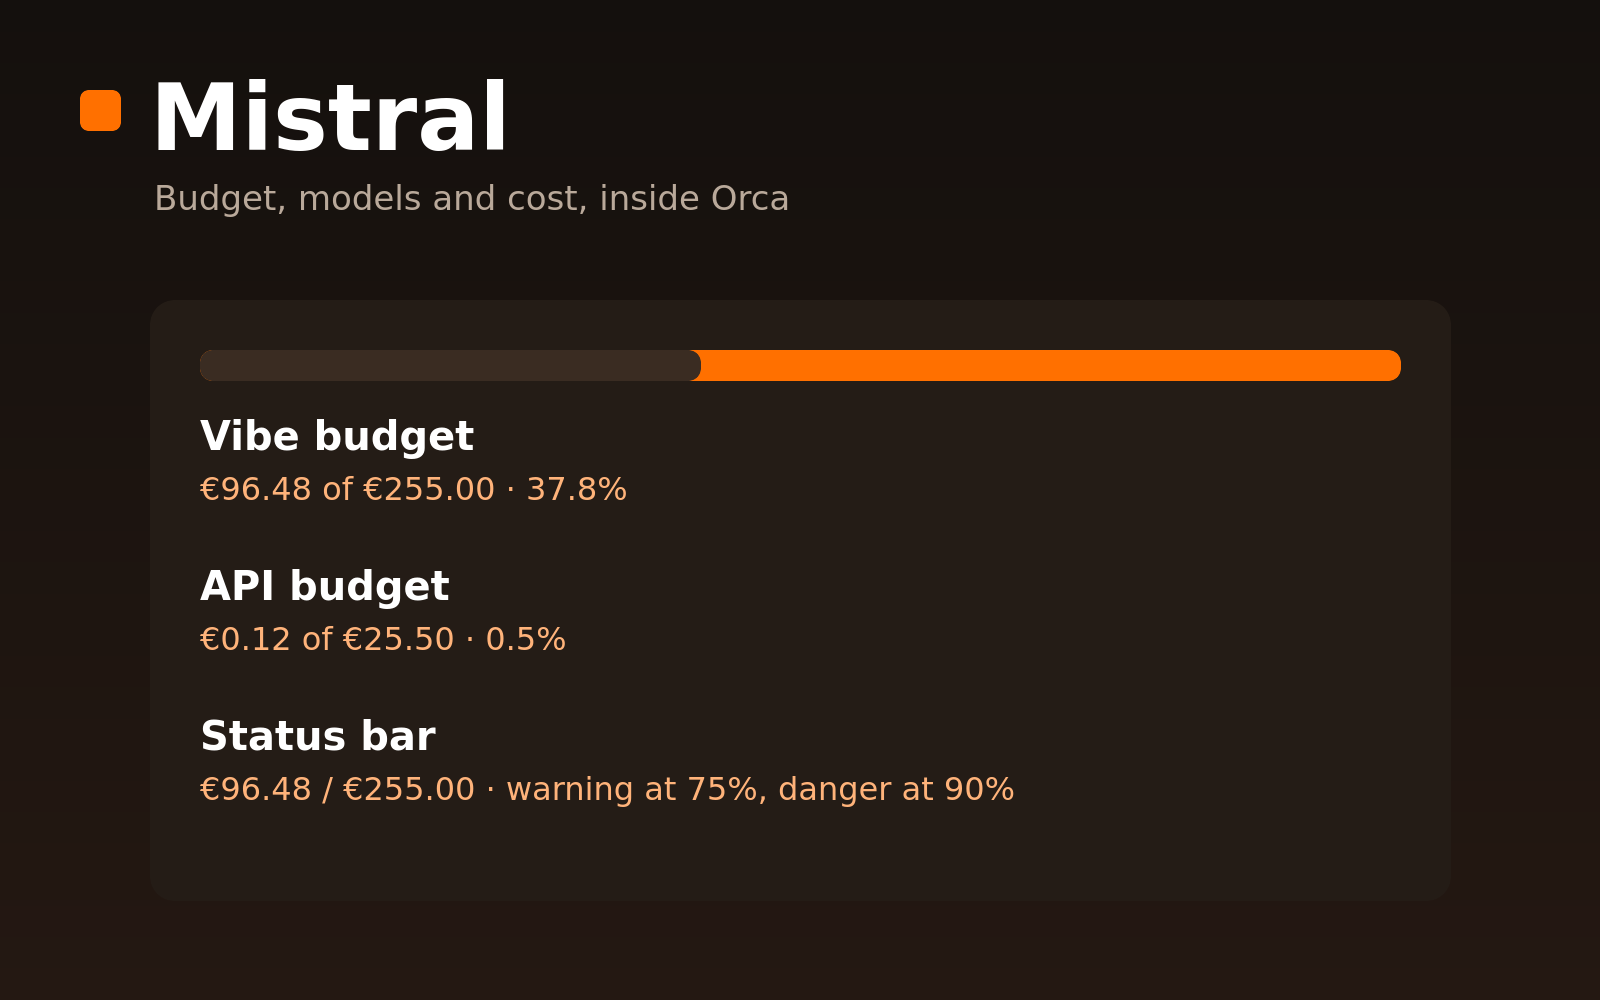 Mistral
Budget, models and cost, inside Orca
Vibe budget
€96.48 of €255.00 · 37.8%
API budget
€0.12 of €25.50 · 0.5%
Status bar
€96.48 / €255.00 · warning at 75%, danger at 90%